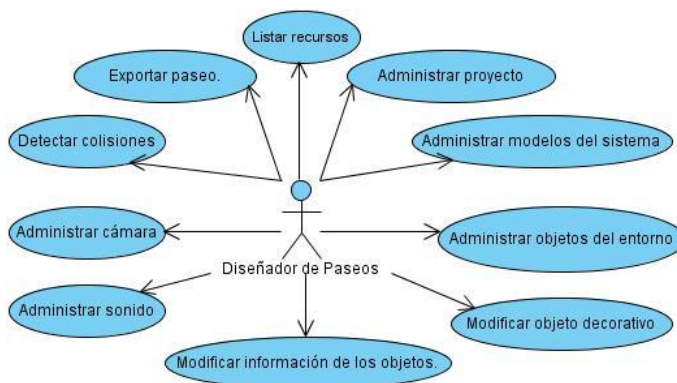 Listar recursos
Exportar paseo.
Administrar proyecto
Detectar colisiones
Administrar modelos del sistema
Administrar cámara
Administrar objetos del entorno
Diseñador de Paseos
Administrar sonido
Modificar objeto decorativo
Modificar información de los objetos.